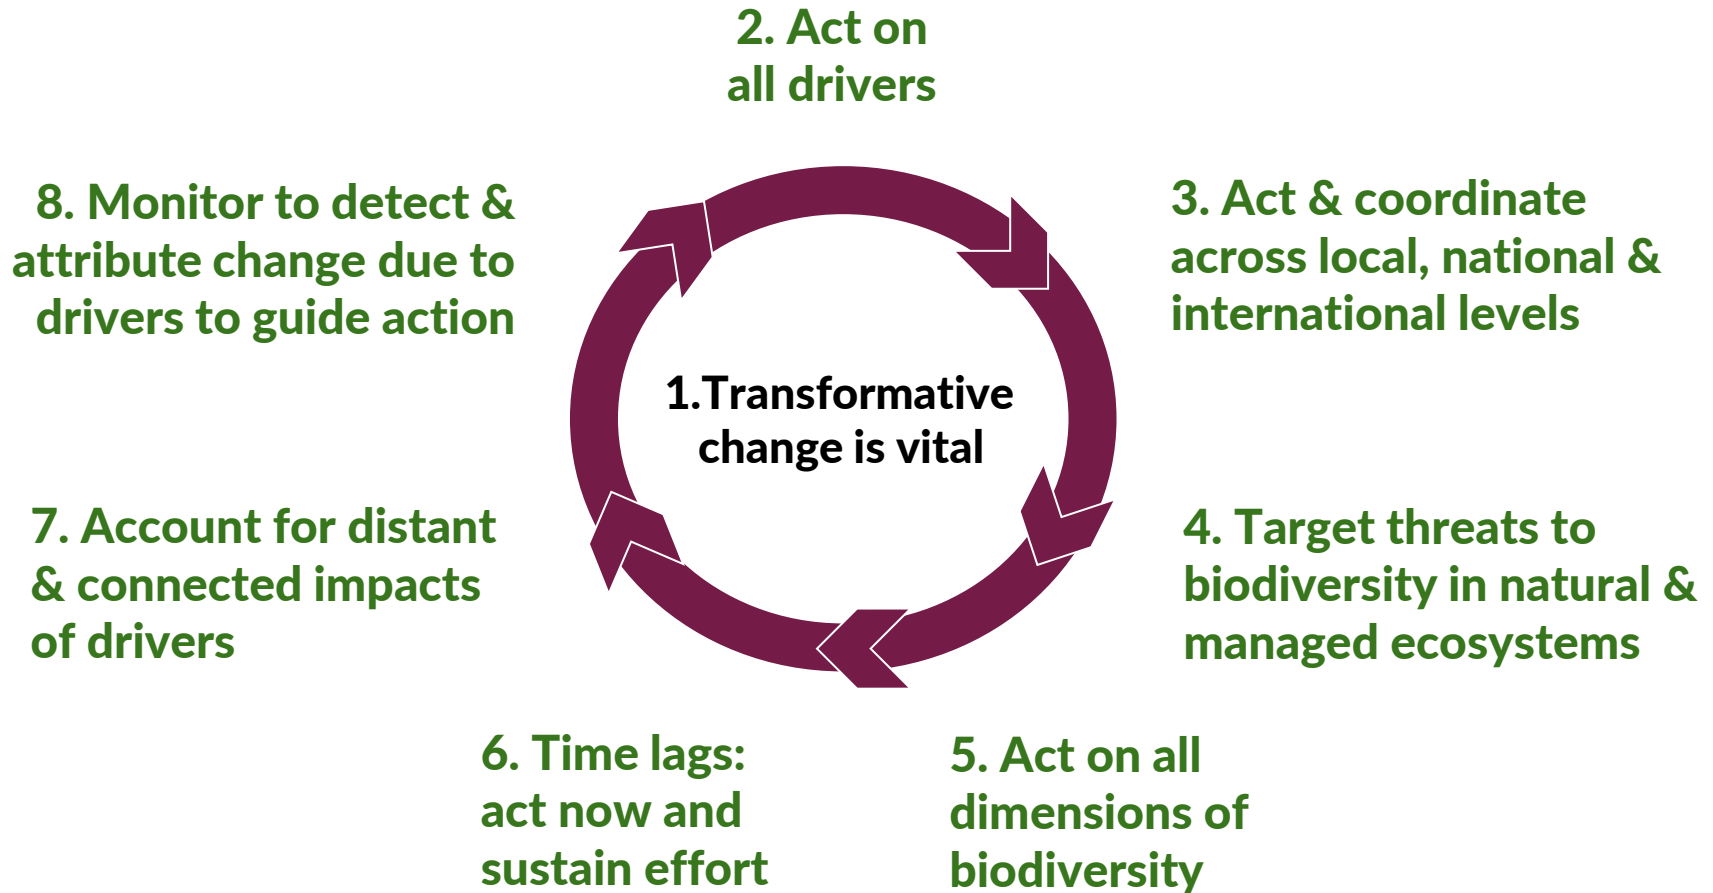 2. Act on
all drivers
3. Act & coordinate
across local, national &
international levels
4. Target threats to
biodiversity in natural &
managed ecosystems
5. Act on all
dimensions of
biodiversity
6. Time lags:
act now and
sustain effort
7. Account for distant
& connected impacts
of drivers
8. Monitor to detect &
attribute change due to
drivers to guide action
1.Transformative
change is vital